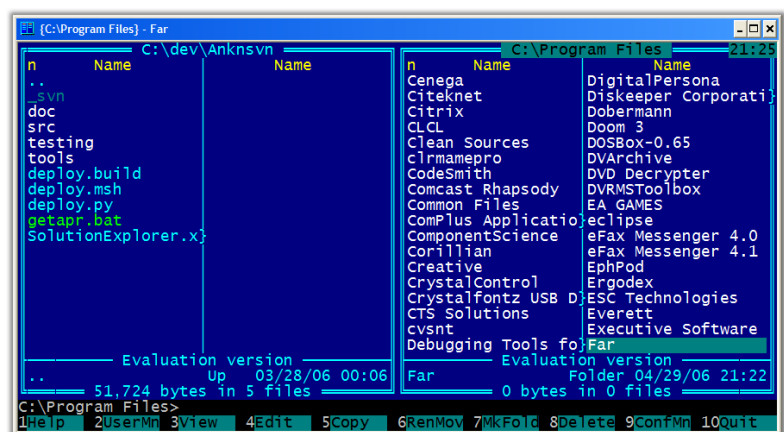 {C:\Program Files} - Far
C:\dev\Anknsvn
n Name Name
..
_svn
doc
src
testing
tools
deploy.build
deploy.msh
deploy.py
getapr.bat
SolutionExplorer.x}
Evaluation version
.. Up 03/28/06 00:06
51,724 bytes in 5 files
C:\Program Files 21:25
n Name Name
Cenega DigitalPersona
Citeknet Diskeeper Corporati}
Citrix Dobermann
CLCL Doom 3
Clean Sources DOSBox-0.65
clrmamepro DVArchive
CodeSmith DVD Decrypter
Comcast Rhapsody DVRMSToolbox
Common Files EA GAMES
ComPlus Applicatio} eclipse
ComponentScience eFax Messenger 4.0
Corillian eFax Messenger 4.1
Creative EphPod
CrystalControl Ergodex
Crystalfontz USB D} ESC Technologies
CTS Solutions Everett
cvsnt Executive Software
Debugging Tools fo} Far
Evaluation version
Far Folder 04/29/06 21:22
0 bytes in 0 files
C:\Program Files>
1Help 2UserMn 3View 4Edit 5Copy 6RenMov 7MkFold 8Delete 9ConfMn 10Quit